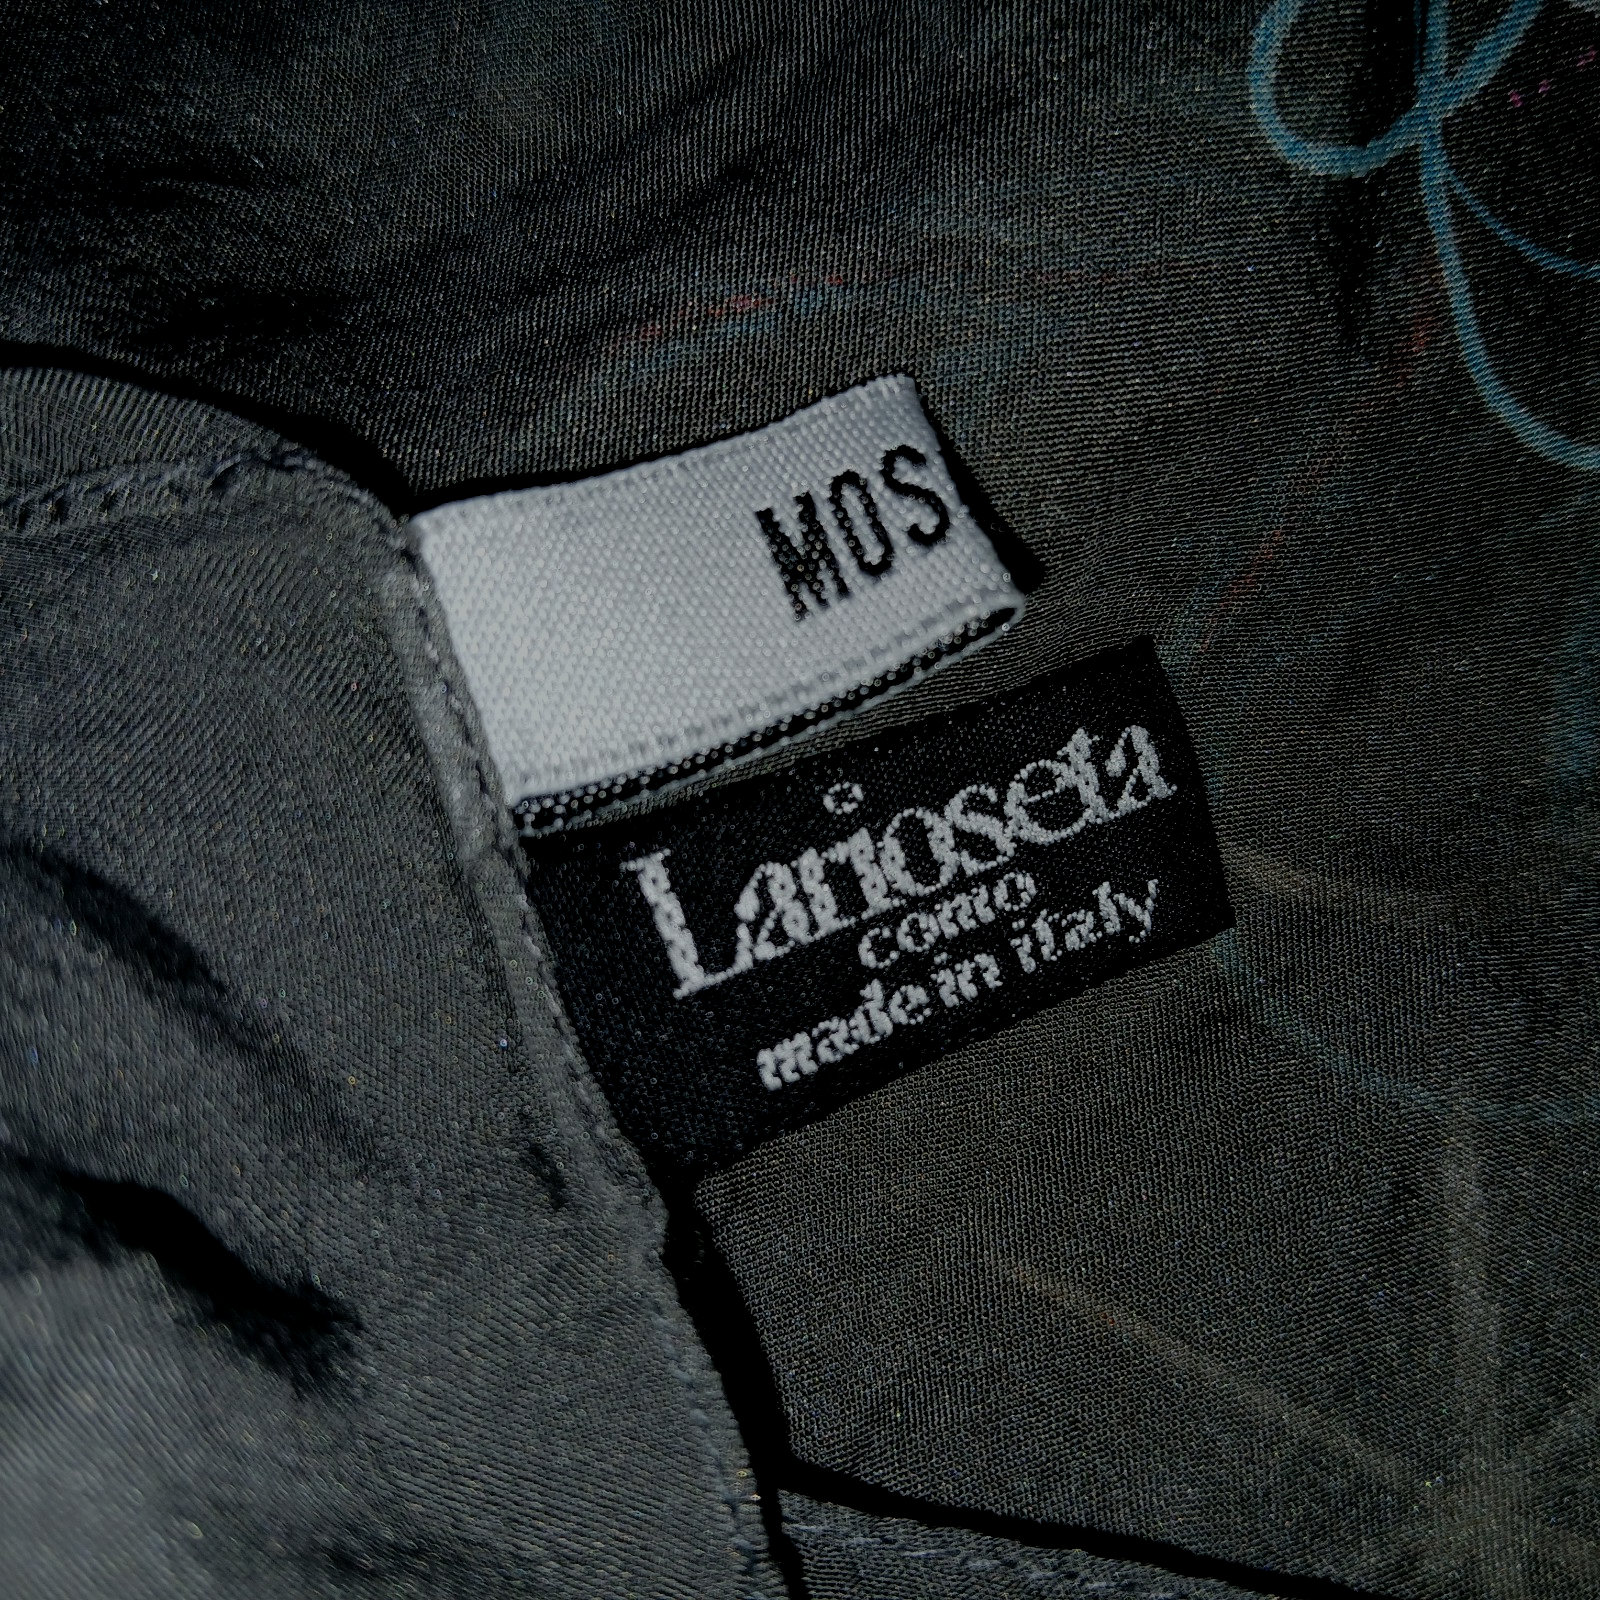 MOS
Larioseta
como
made in italy